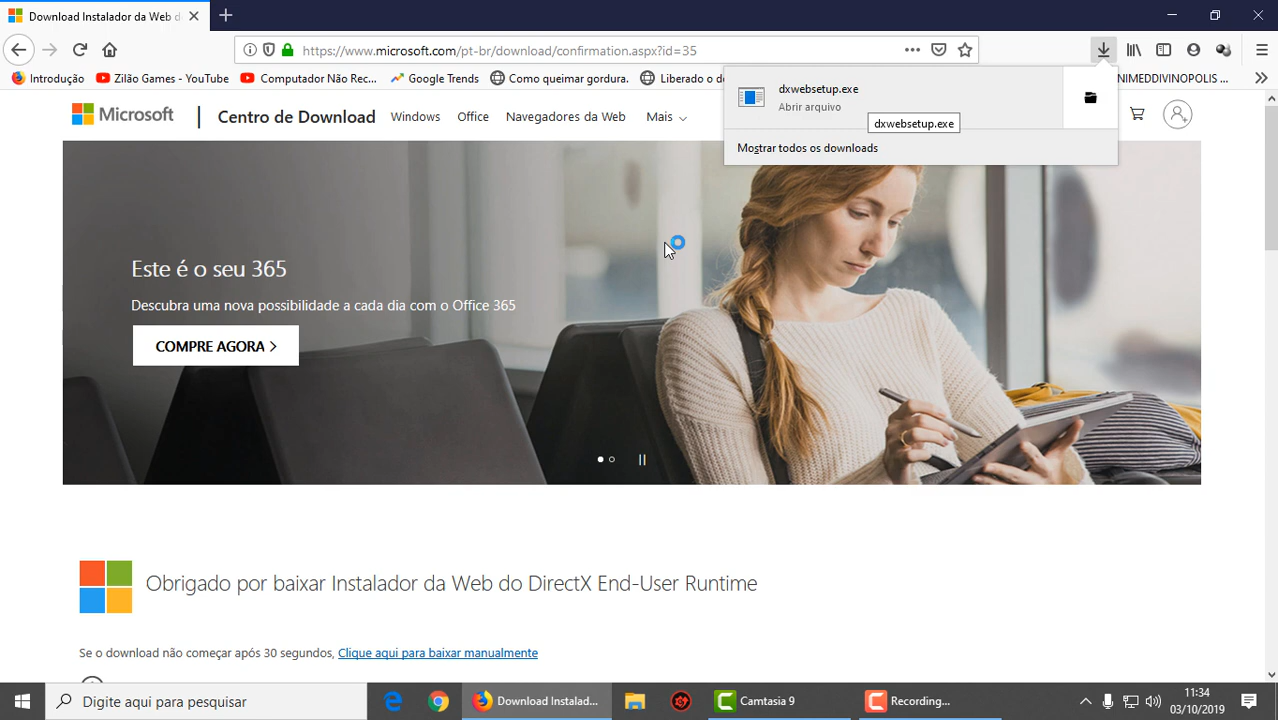 Download Instalador da Web d
https://www.microsoft.com/pt-br/download/confirmation.aspx?id=35
Introdução
Zilão Games - YouTube
Computador Não Rec...
Google Trends
Como queimar gordura.
Liberado o d
NIMEDDIVINOPOLIS ...
dxwebsetup.exe
Abrir arquivo
dxwebsetup.exe
Mostrar todos os downloads
Microsoft
Centro de Download
Windows
Office
Navegadores da Web
Mais
Este é o seu 365
Descubra uma nova possibilidade a cada dia com o Office 365
COMPRE AGORA
Obrigado por baixar Instalador da Web do DirectX End-User Runtime
Se o download não começar após 30 segundos, Clique aqui para baixar manualmente
Digite aqui para pesquisar
Download Instalad...
Camtasia 9
Recording...
11:34
03/10/2019